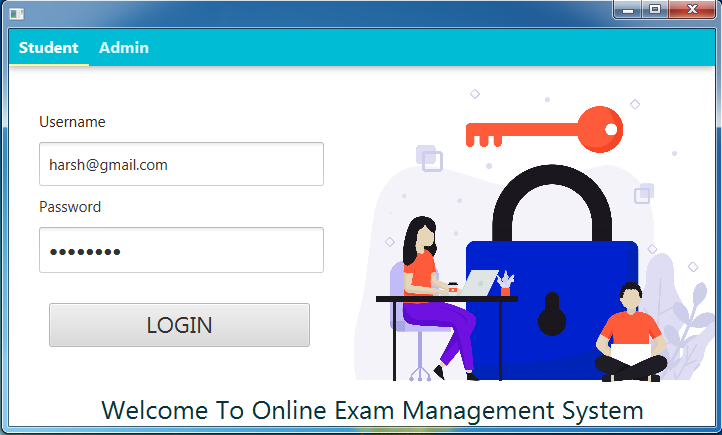 Student Admin
Username
harsh@gmail.com
Password
••••••••
LOGIN
Welcome To Online Exam Management System